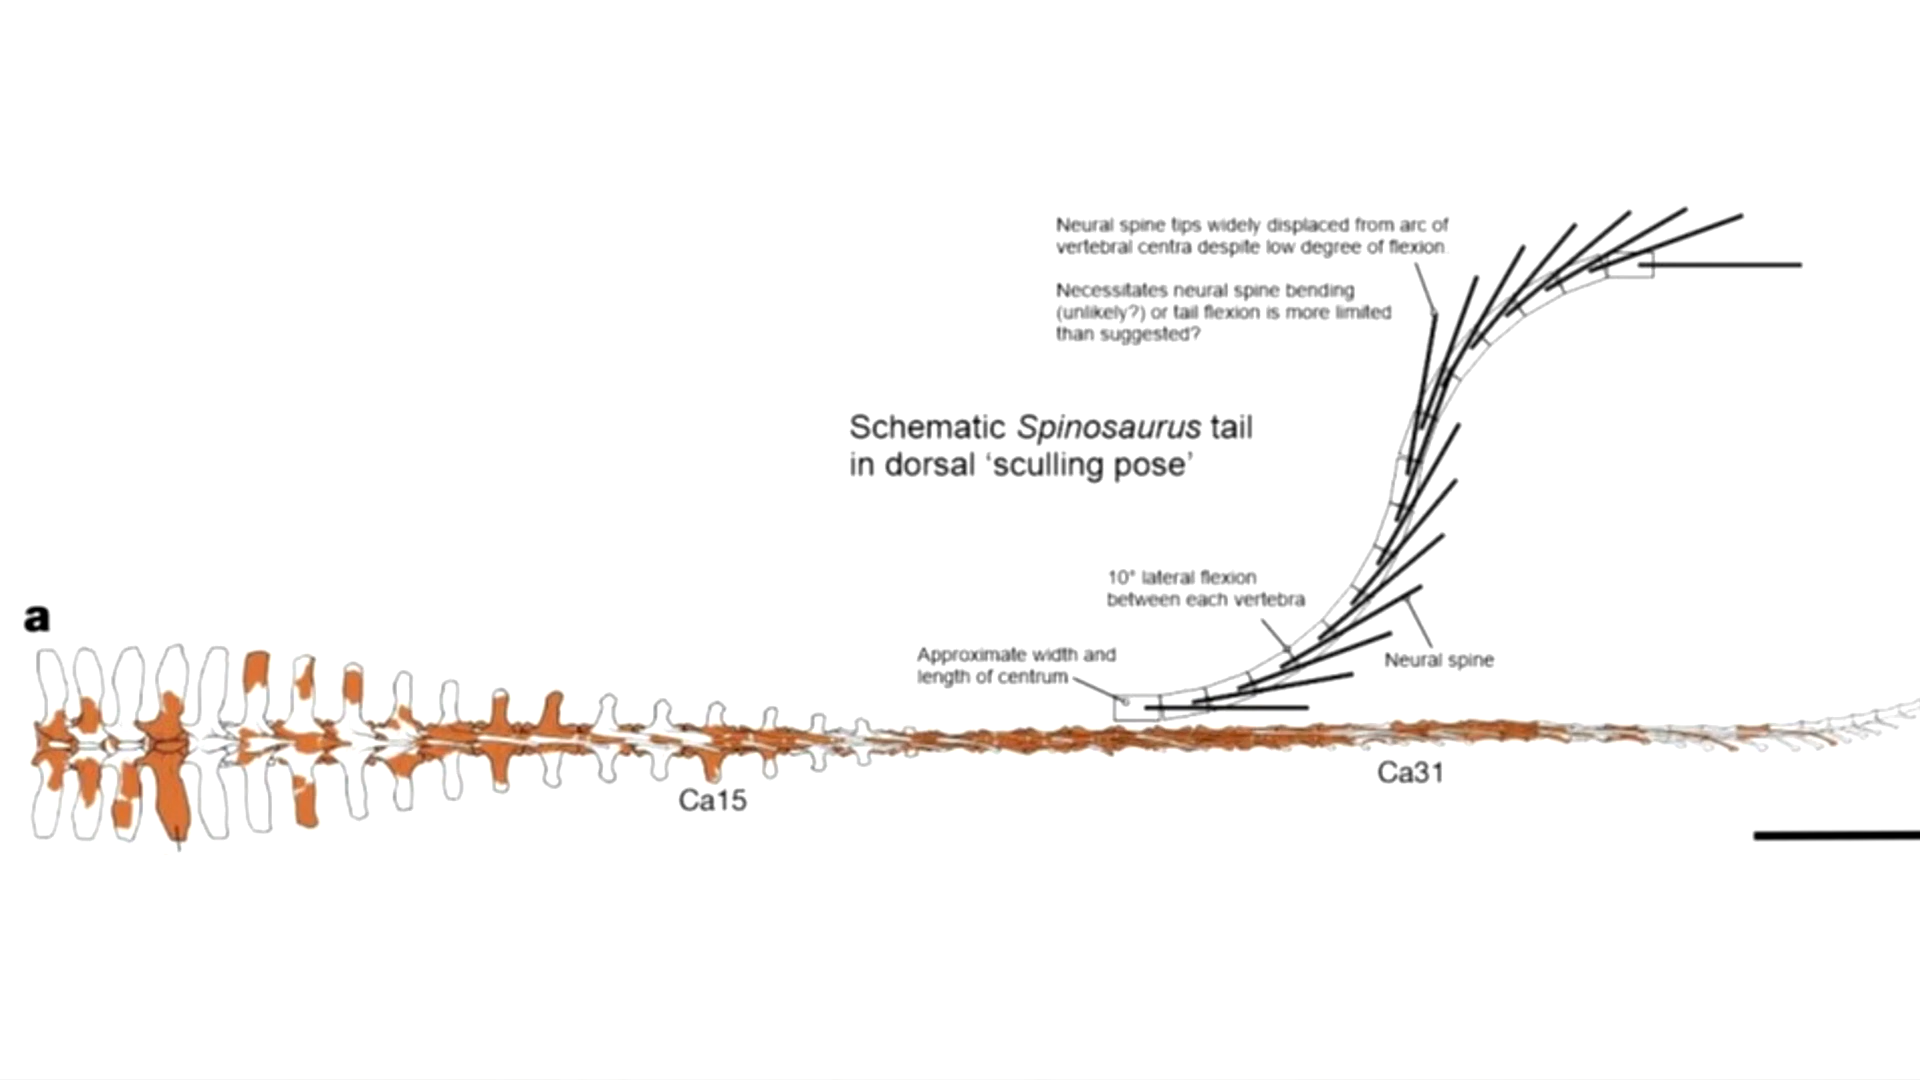 Neural spine tips widely displaced from arc of
vertebral centra despite low degree of flexion.
Necessitates neural spine bending
(unlikely?) or tail flexion is more limited
than suggested?
Schematic Spinosaurus tail
in dorsal ‘sculling pose’
10° lateral flexion
between each vertebra
a
Approximate width and
length of centrum
Neural spine
Ca31
Ca15